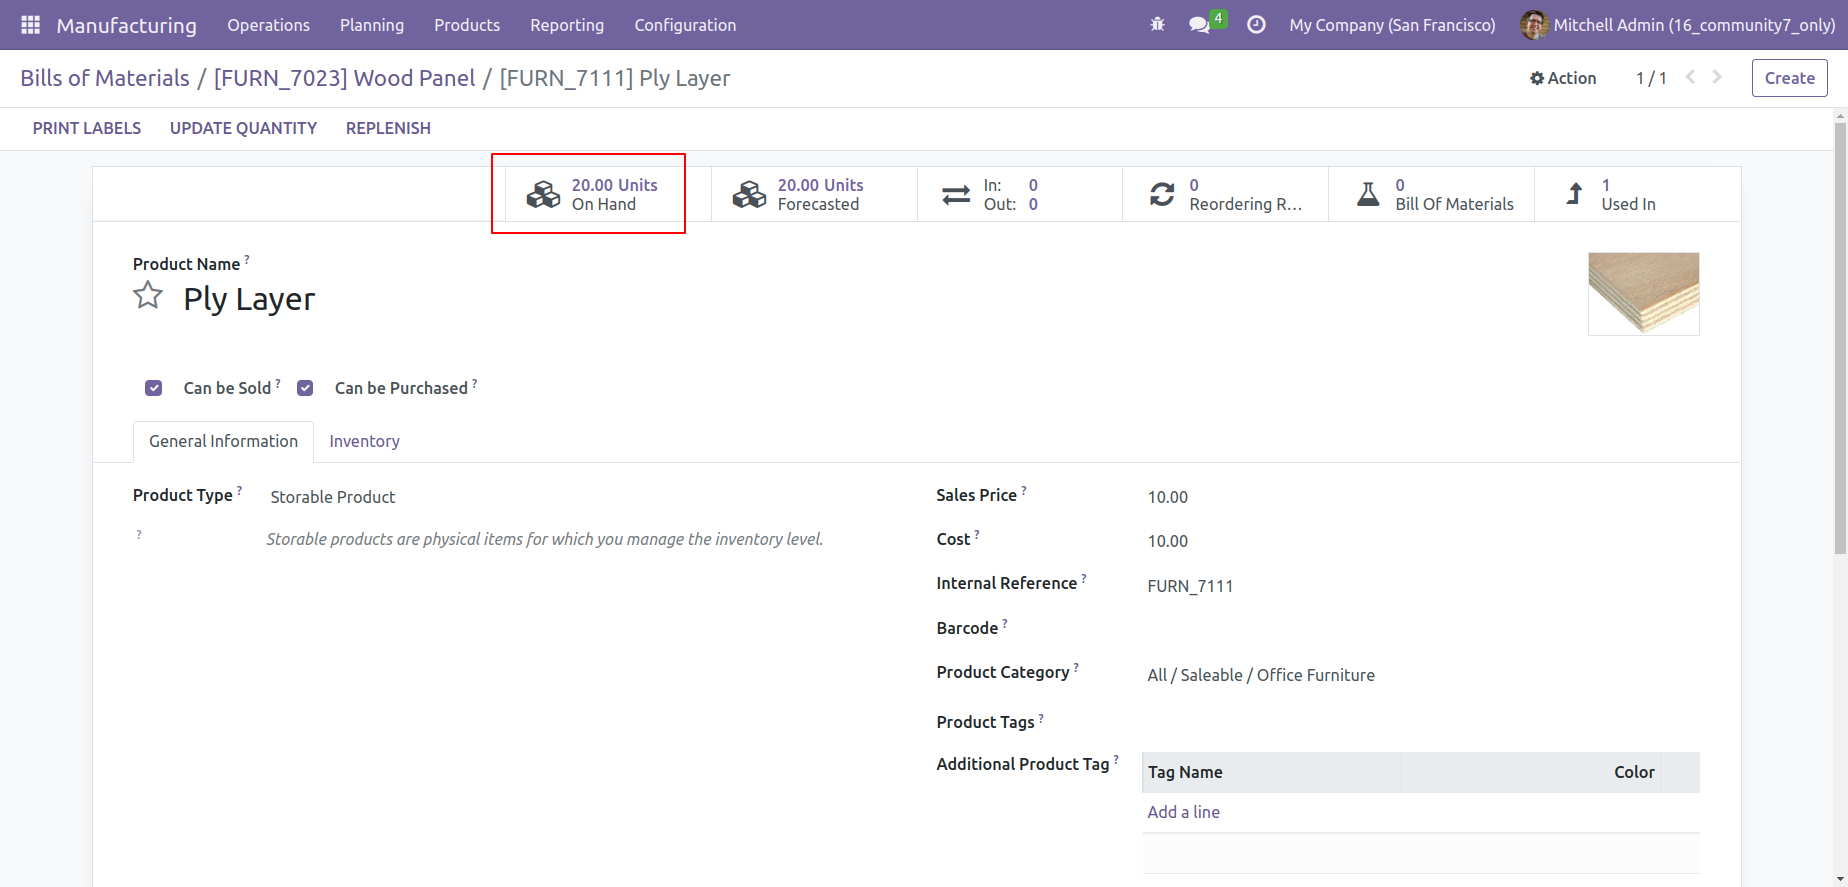 Manufacturing Operations Planning Products Reporting Configuration 4 My Company (San Francisco) Mitchell Admin (16_community7_only)
Bills of Materials / [FURN_7023] Wood Panel / [FURN_7111] Ply Layer Action 1 / 1 Create
PRINT LABELS UPDATE QUANTITY REPLENISH
20.00 Units
On Hand
20.00 Units
Forecasted
In: 0
Out: 0
0
Reordering R...
0
Bill Of Materials
1
Used In
Product Name ?
Ply Layer
Can be Sold ? Can be Purchased ?
General Information Inventory
Product Type ? Storable Product
? Storable products are physical items for which you manage the inventory level.
Sales Price ? 10.00
Cost ? 10.00
Internal Reference ? FURN_7111
Barcode ?
Product Category ? All / Saleable / Office Furniture
Product Tags ?
Additional Product Tag ? Tag Name Color
Add a line